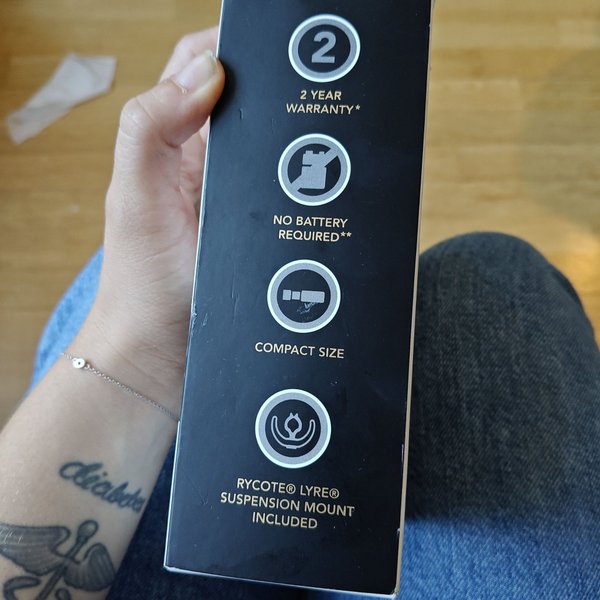 2
2 YEAR
WARRANTY*
NO BATTERY
REQUIRED**
COMPACT SIZE
RYCOTE® LYRE®
SUSPENSION MOUNT
INCLUDED